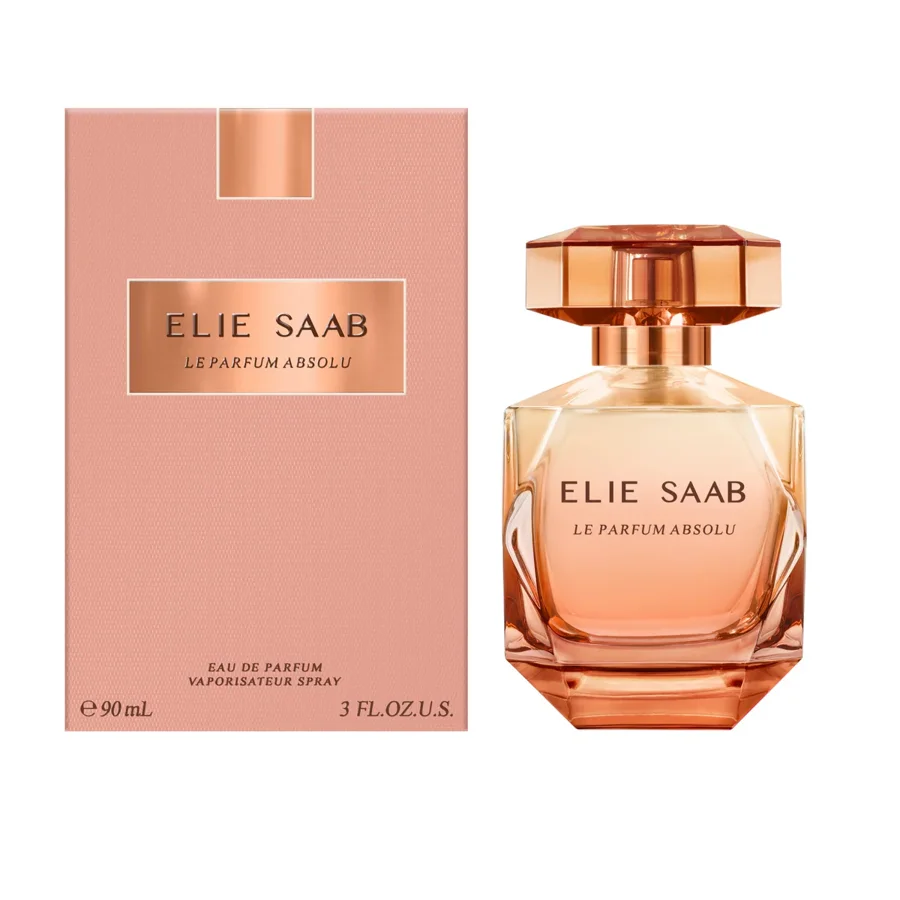 ELIE SAAB
LE PARFUM ABSOLU
EAU DE PARFUM
VAPORISATEUR SPRAY
℮ 90 mL
3 FL.OZ.U.S.
ELIE SAAB
LE PARFUM ABSOLU